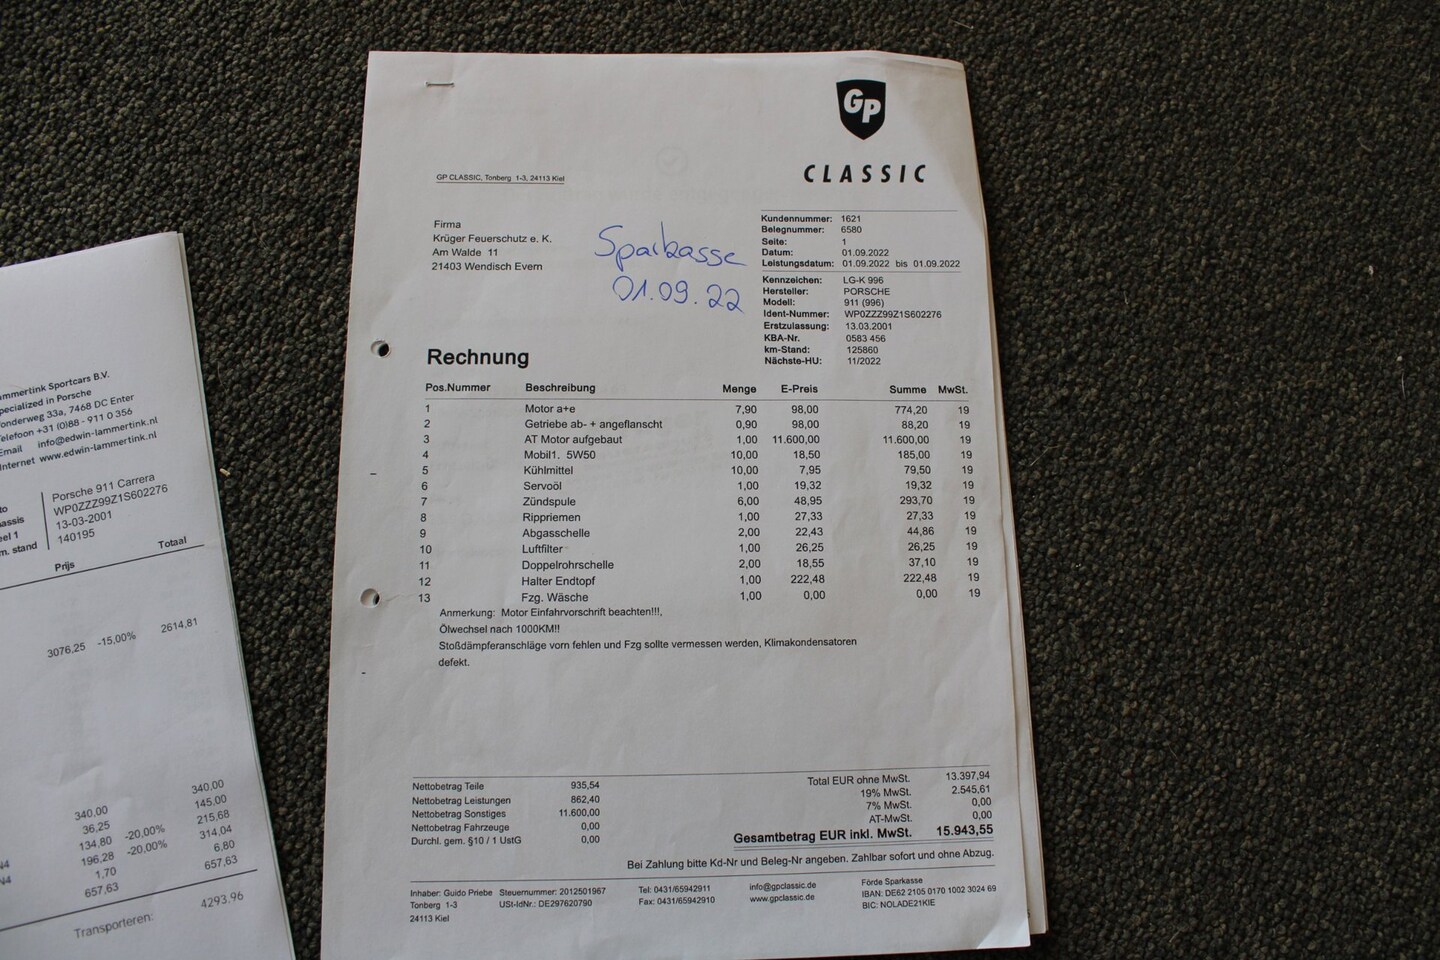 GP
CLASSIC
GP CLASSIC, Tonberg 1-3, 24113 Kiel
Firma
Krüger Feuerschutz e. K.
Am Walde 11
21403 Wendisch Evern
Sparkasse
01.09.22
Kundennummer: 1621
Belegnummer: 6580
Seite: 1
Datum: 01.09.2022
Leistungsdatum: 01.09.2022 bis 01.09.2022
Kennzeichen: LG-K 996
Hersteller: PORSCHE
Modell: 911 (996)
Ident-Nummer: WP0ZZZ99Z1S602276
Erstzulassung: 13.03.2001
KBA-Nr. 0583 456
km-Stand: 125860
Nächste-HU: 11/2022
Rechnung
Pos.Nummer Beschreibung Menge E-Preis Summe MwSt.
1 Motor a+e 7,90 98,00 774,20 19
2 Getriebe ab- + angeflanscht 0,90 98,00 88,20 19
3 AT Motor aufgebaut 1,00 11.600,00 11.600,00 19
4 Mobil1. 5W50 10,00 18,50 185,00 19
5 Kühlmittel 10,00 7,95 79,50 19
6 Servoöl 1,00 19,32 19,32 19
7 Zündspule 6,00 48,95 293,70 19
8 Rippriemen 1,00 27,33 27,33 19
9 Abgasschelle 2,00 22,43 44,86 19
10 Luftfilter 1,00 26,25 26,25 19
11 Doppelrohrschelle 2,00 18,55 37,10 19
12 Halter Endtopf 1,00 222,48 222,48 19
13 Fzg. Wäsche 1,00 0,00 0,00 19
Anmerkung: Motor Einfahrvorschrift beachten!!!,
Ölwechsel nach 1000KM!!
Stoßdämpferanschläge vorn fehlen und Fzg sollte vermessen werden, Klimakondensatoren
defekt.
Nettobetrag Teile 935,54
Nettobetrag Leistungen 862,40
Nettobetrag Sonstiges 11.600,00
Nettobetrag Fahrzeuge 0,00
Durchl. gem. §10 / 1 UstG 0,00
Total EUR ohne MwSt. 13.397,94
19% MwSt. 2.545,61
7% MwSt. 0,00
AT-MwSt. 0,00
Gesamtbetrag EUR inkl. MwSt. 15.943,55
Bei Zahlung bitte Kd-Nr und Beleg-Nr angeben. Zahlbar sofort und ohne Abzug.
Inhaber: Guido Priebe Steuernummer: 2012501967
Tonberg 1-3 USt-IdNr.: DE297620790
24113 Kiel
Tel: 0431/65942911
Fax: 0431/65942910
info@gpclassic.de
www.gpclassic.de
Förde Sparkasse
IBAN: DE62 2105 0170 1002 3024 69
BIC: NOLADE21KIE
ammertink Sportcars B.V.
pecialized in Porsche
onderweg 33a, 7468 DC Enter
elefoon +31 (0)88 - 911 0 356
Email info@edwin-lammertink.nl
Internet www.edwin-lammertink.nl
to Porsche 911 Carrera
assis WP0ZZZ99Z1S602276
eel 1 13-03-2001
m. stand 140195
Prijs Totaal
3076,25 -15,00% 2614,81
340,00 340,00
36,25 145,00
134,80 -20,00% 215,68
N4 196,28 -20,00% 314,04
N4 1,70 6,80
657,63 657,63
Transporteren: 4293.96